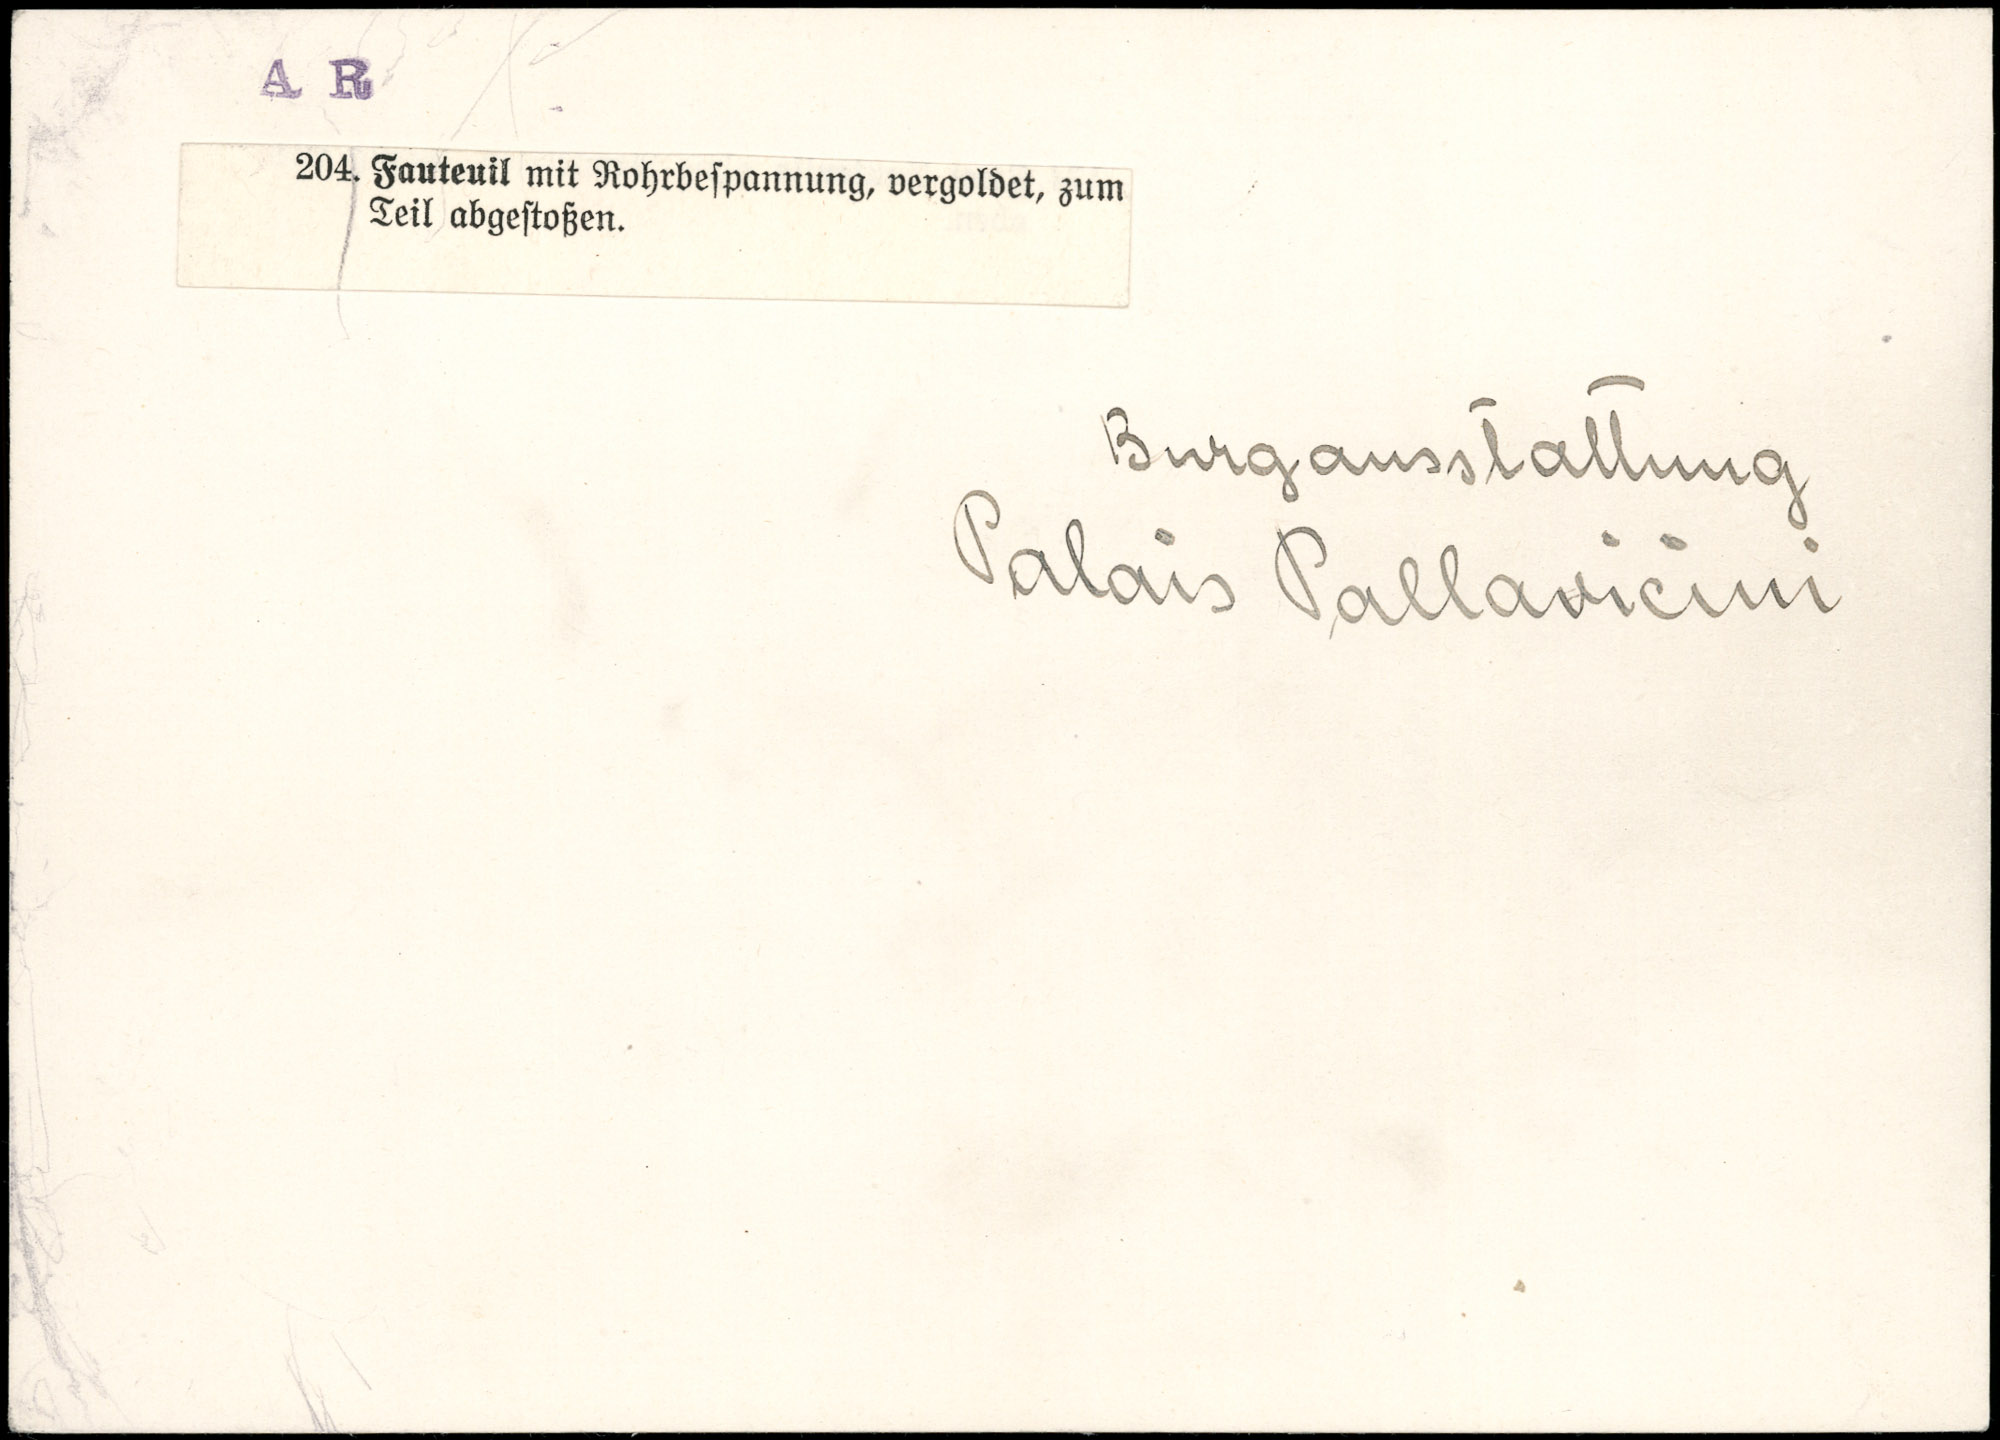 A R
204. Fauteuil mit Rohrbespannung, vergoldet, zum
Teil abgestoßen.
Burgausstattung
Palais Pallavicini